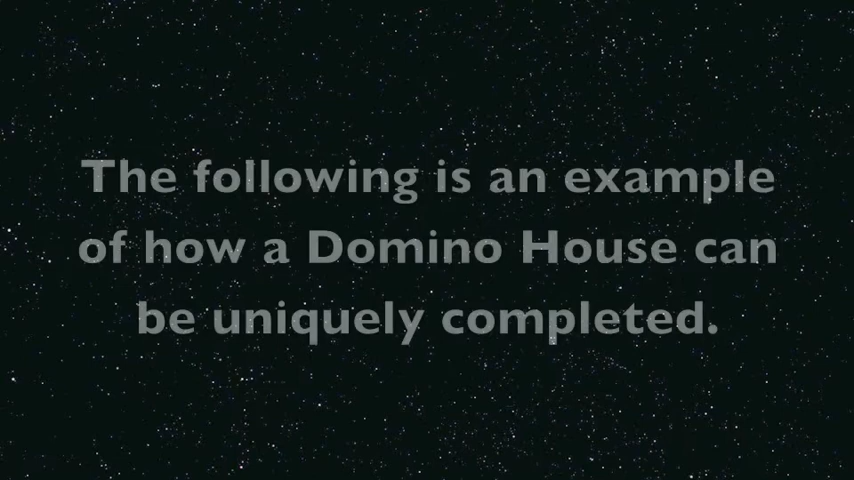 The following is an example
of how a Domino House can
be uniquely completed.